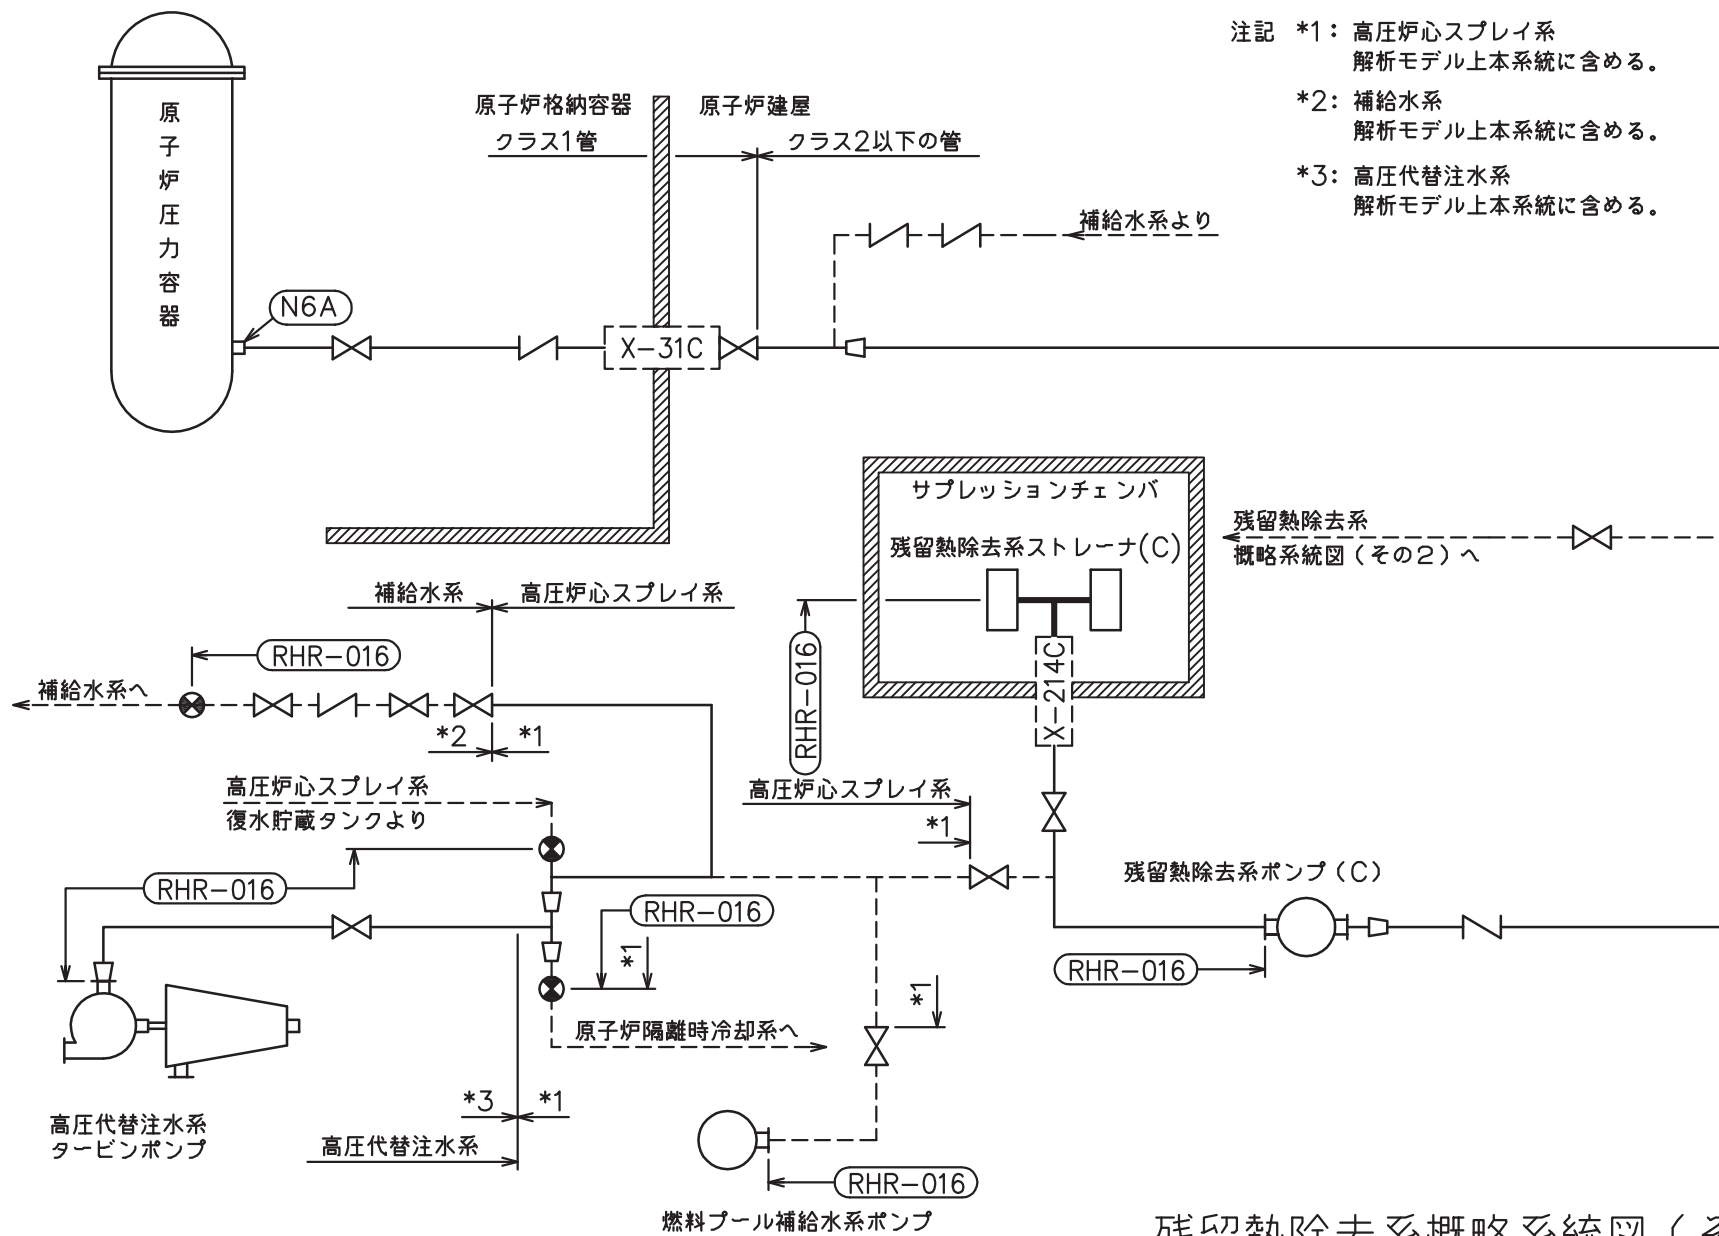 注記 *1: 高圧炉心スプレイ系
解析モデル上本系統に含める。
*2: 補給水系
解析モデル上本系統に含める。
*3: 高圧代替注水系
解析モデル上本系統に含める。
原子炉圧力容器
原子炉格納容器
原子炉建屋
クラス1管
クラス2以下の管
補給水系より
N6A
X-31C
サプレッションチェンバ
残留熱除去系ストレーナ(C)
残留熱除去系
概略系統図(その2)へ
補給水系
高圧炉心スプレイ系
RHR-016
RHR-016
X-214C
補給水系へ
*2
*1
高圧炉心スプレイ系
復水貯蔵タンクより
高圧炉心スプレイ系
*1
残留熱除去系ポンプ(C)
RHR-016
RHR-016
*1
RHR-016
*1
原子炉隔離時冷却系へ
*3
*1
高圧代替注水系
タービンポンプ
高圧代替注水系
RHR-016
燃料プール補給水系ポンプ
残留熱除去系概略系統図(そ